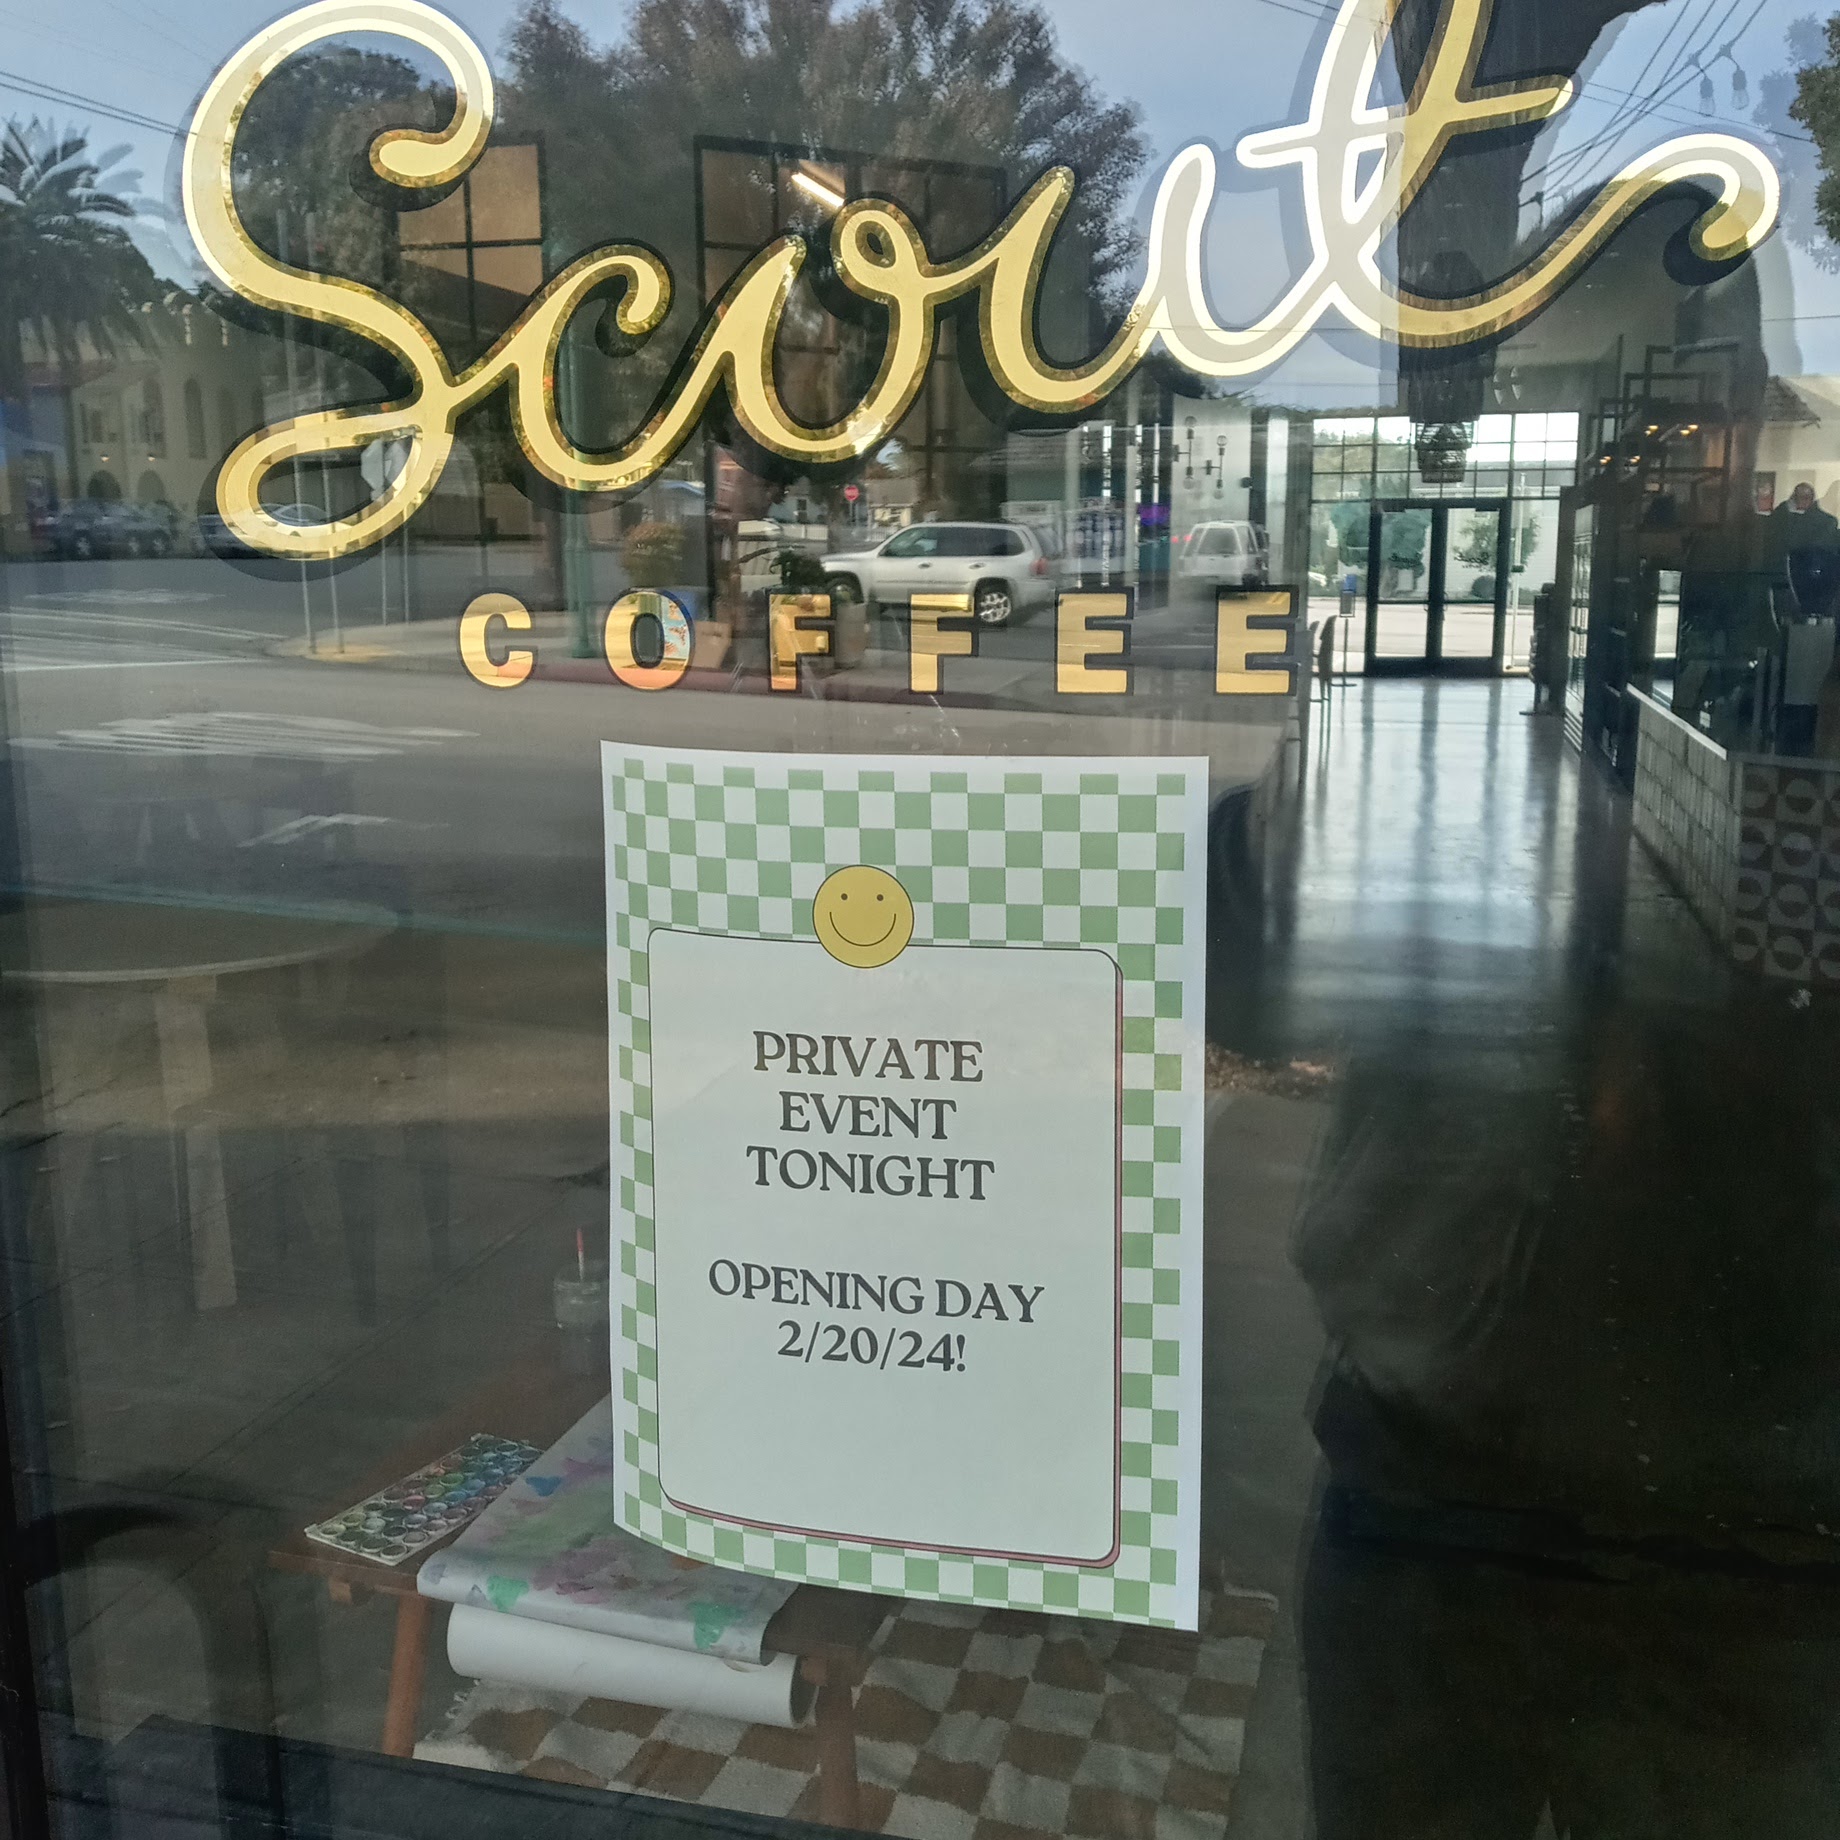 Scout
COFFEE
PRIVATE
EVENT
TONIGHT
OPENING DAY
2/20/24!